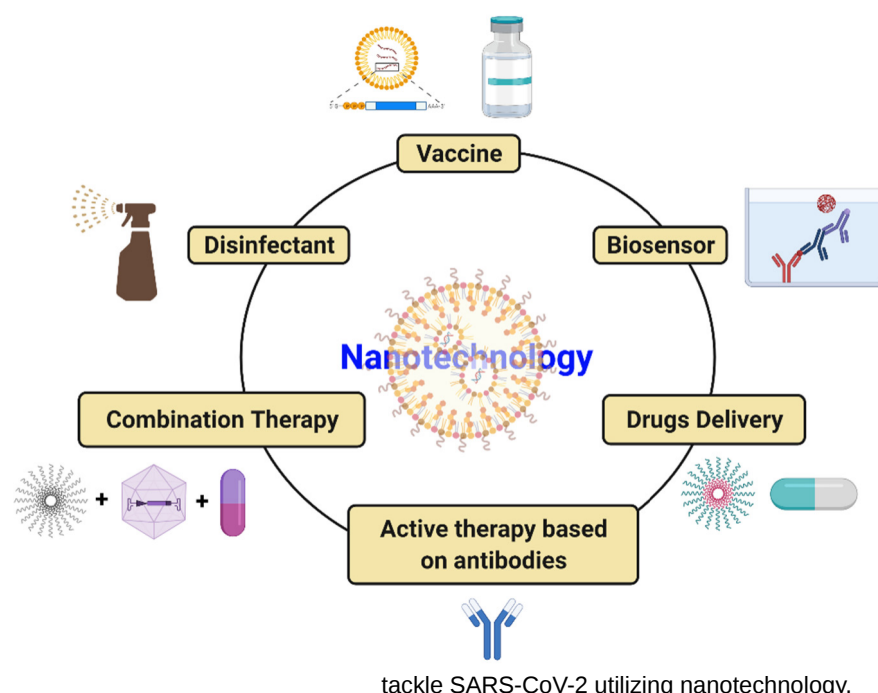 Vaccine
Disinfectant
Biosensor
Nanotechnology
Combination Therapy
Drugs Delivery
+
+
Active therapy based
on antibodies
tackle SARS-CoV-2 utilizing nanotechnology.